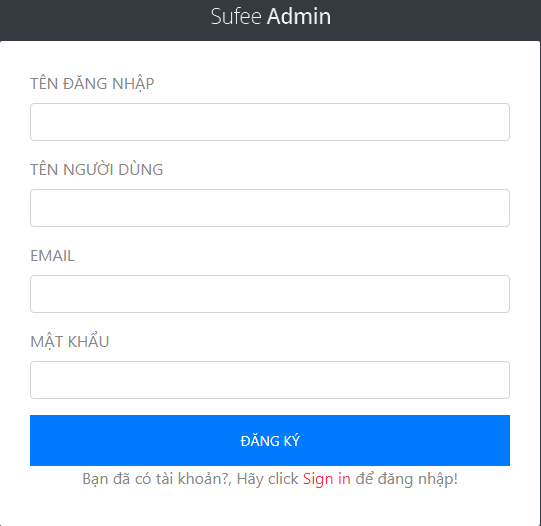 Sufee Admin
TÊN ĐĂNG NHẬP
TÊN NGƯỜI DÙNG
EMAIL
MẬT KHẨU
ĐĂNG KÝ
Bạn đã có tài khoản?, Hãy click Sign in để đăng nhập!